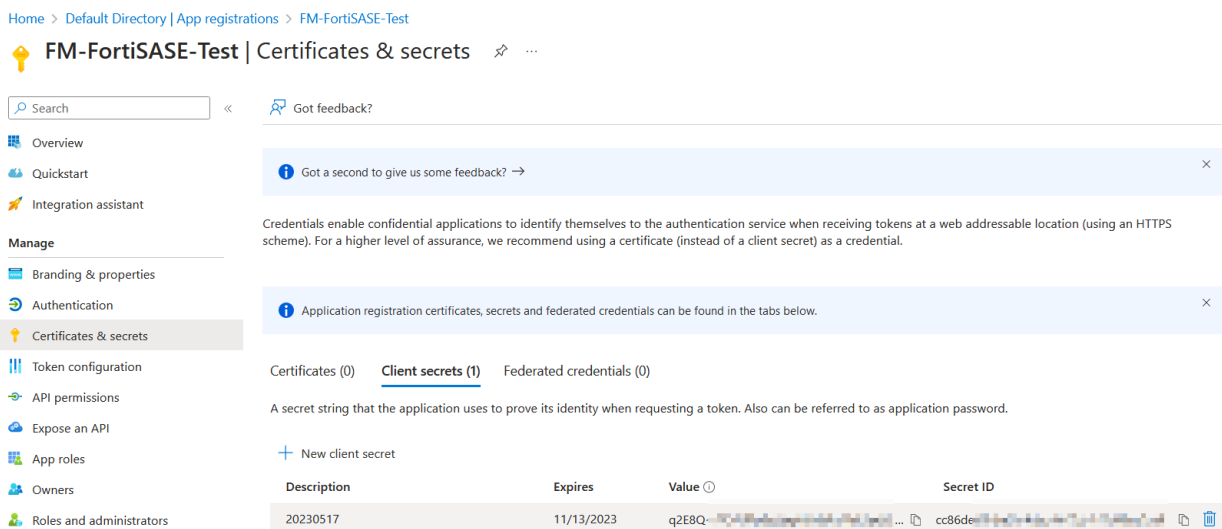 Home > Default Directory | App registrations > FM-FortiSASE-Test
FM-FortiSASE-Test | Certificates & secrets
Search
Got feedback?
Overview
Quickstart
Integration assistant
Manage
Branding & properties
Authentication
Certificates & secrets
Token configuration
API permissions
Expose an API
App roles
Owners
Roles and administrators
Got a second to give us some feedback?
Credentials enable confidential applications to identify themselves to the authentication service when receiving tokens at a web addressable location (using an HTTPS
scheme). For a higher level of assurance, we recommend using a certificate (instead of a client secret) as a credential.
Application registration certificates, secrets and federated credentials can be found in the tabs below.
Certificates (0) Client secrets (1) Federated credentials (0)
A secret string that the application uses to prove its identity when requesting a token. Also can be referred to as application password.
New client secret
Description Expires Value Secret ID
20230517 11/13/2023